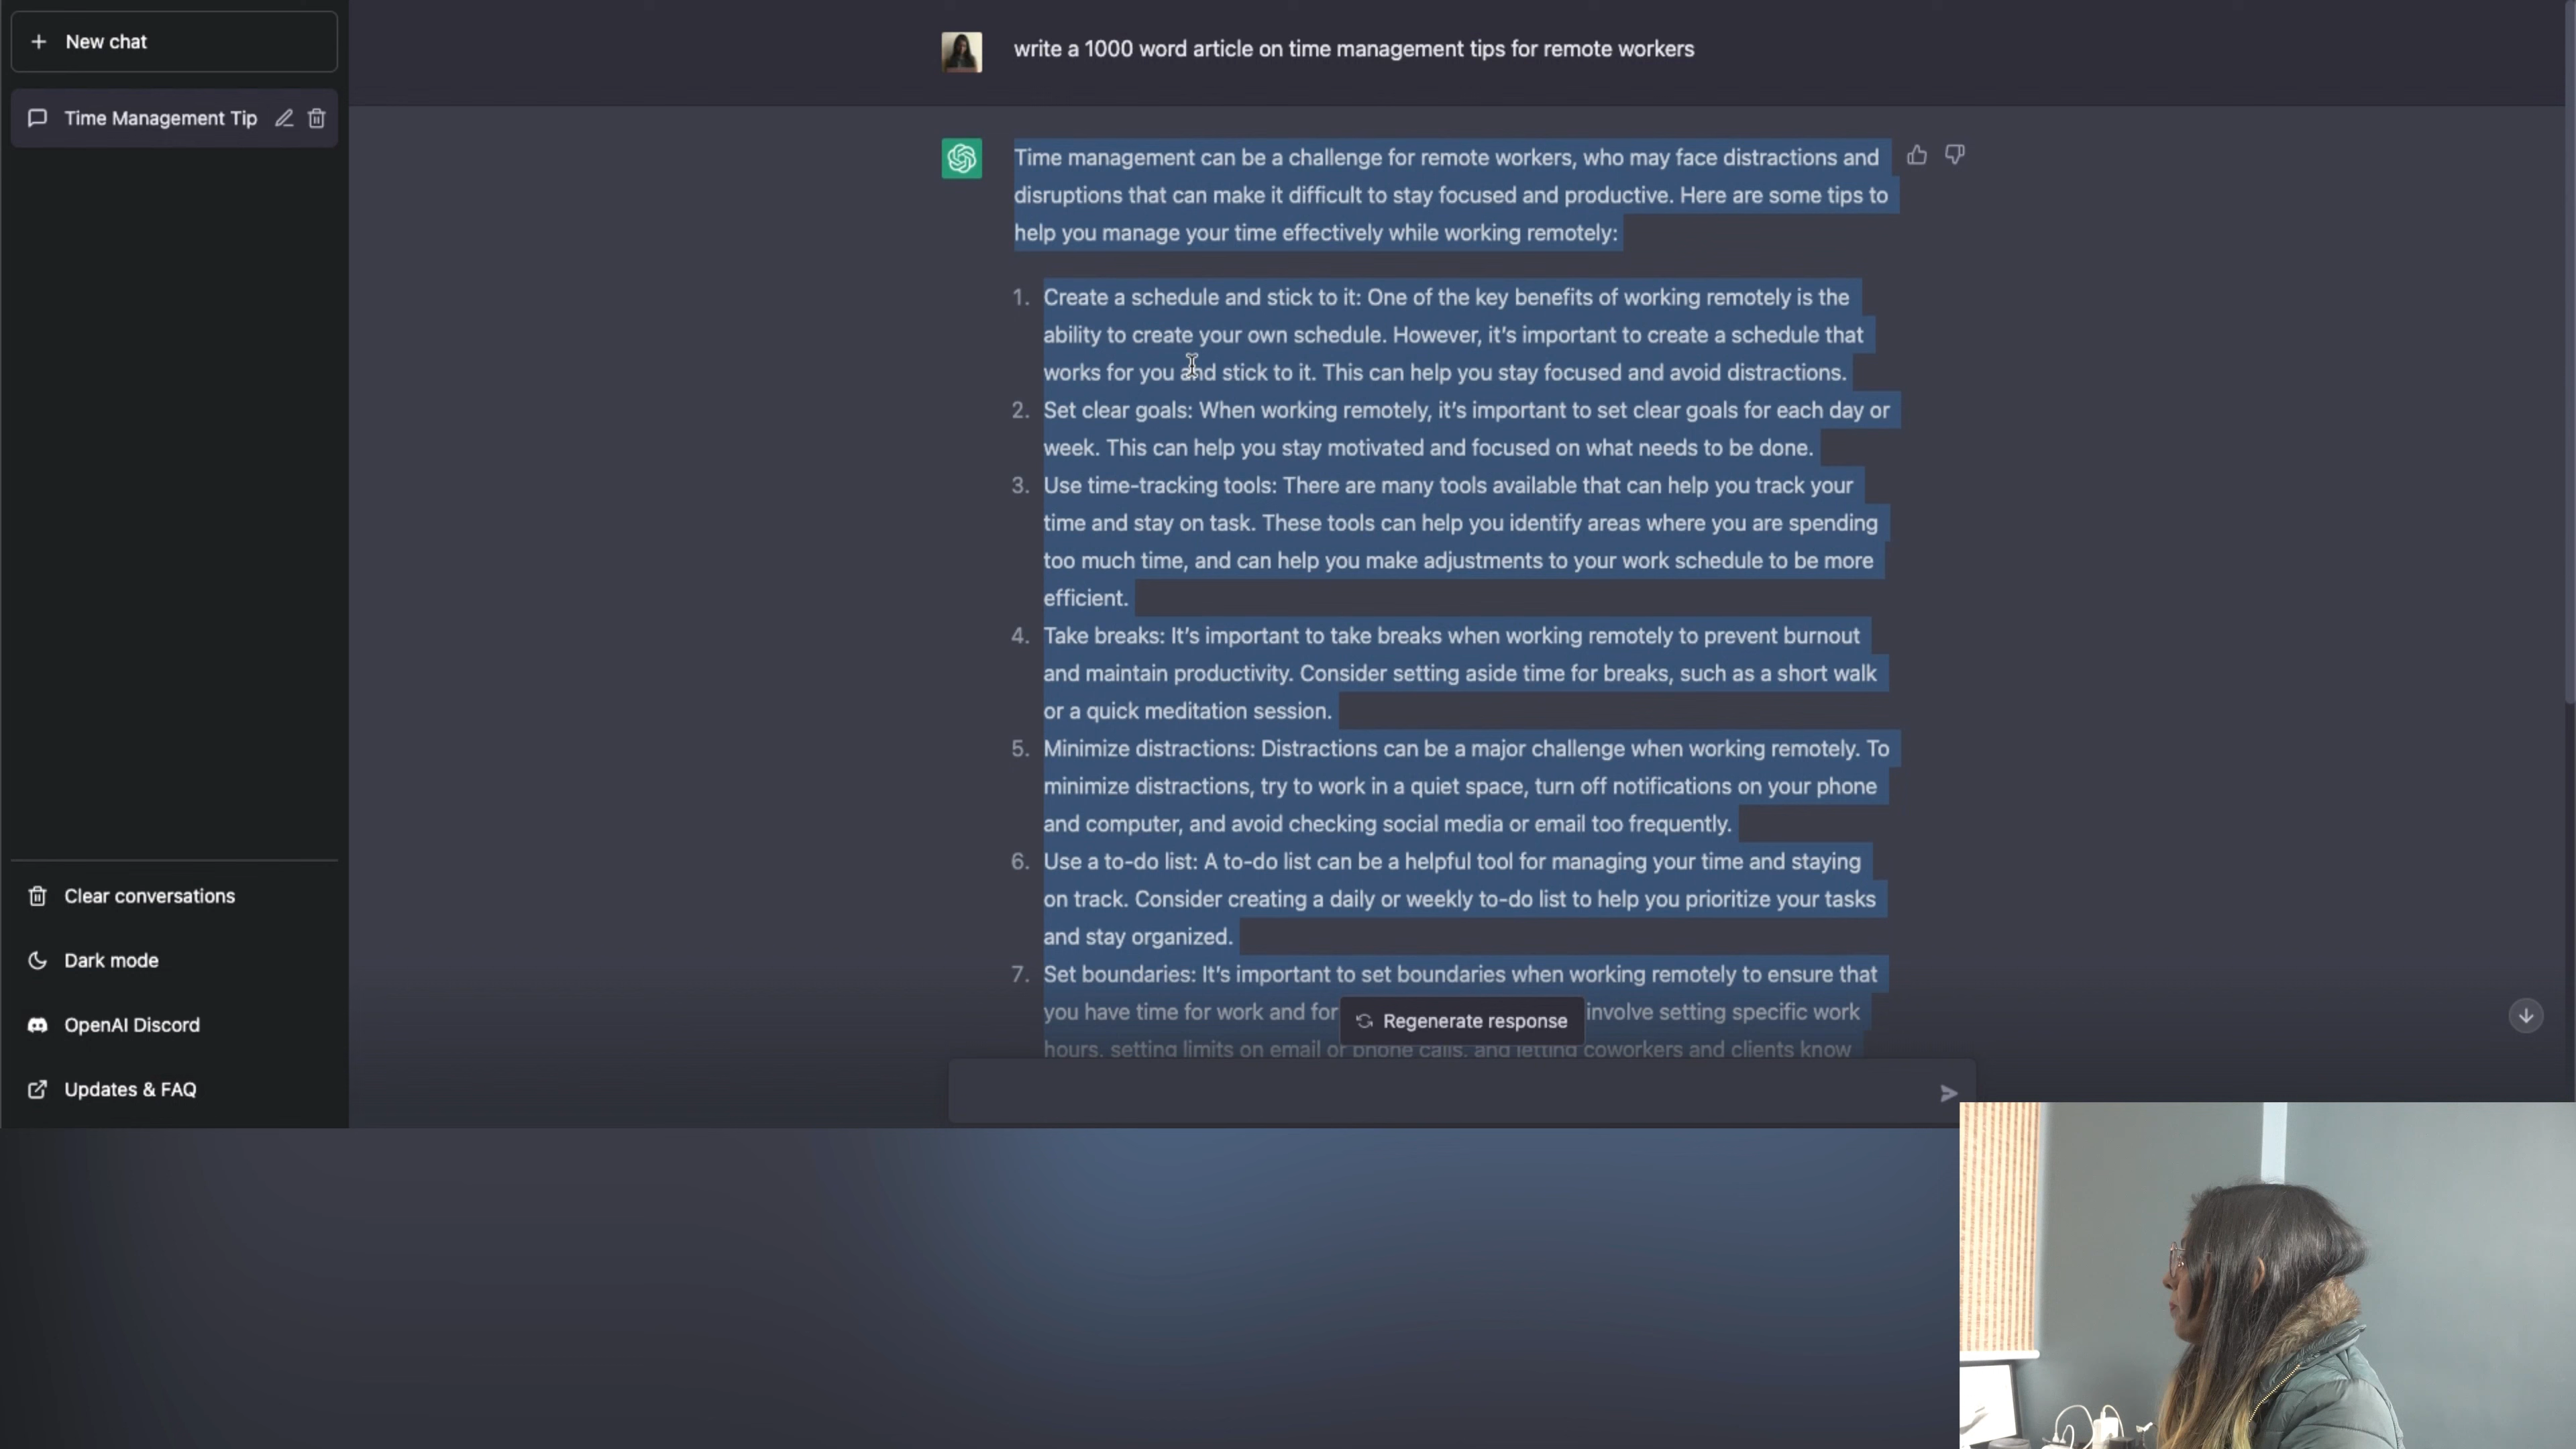 New chat
Time Management Tip
Clear conversations
Dark mode
OpenAI Discord
Updates & FAQ
write a 1000 word article on time management tips for remote workers
Time management can be a challenge for remote workers, who may face distractions and
disruptions that can make it difficult to stay focused and productive. Here are some tips to
help you manage your time effectively while working remotely:
1. Create a schedule and stick to it: One of the key benefits of working remotely is the
ability to create your own schedule. However, it's important to create a schedule that
works for you and stick to it. This can help you stay focused and avoid distractions.
2. Set clear goals: When working remotely, it's important to set clear goals for each day or
week. This can help you stay motivated and focused on what needs to be done.
3. Use time-tracking tools: There are many tools available that can help you track your
time and stay on task. These tools can help you identify areas where you are spending
too much time, and can help you make adjustments to your work schedule to be more
efficient.
4. Take breaks: It's important to take breaks when working remotely to prevent burnout
and maintain productivity. Consider setting aside time for breaks, such as a short walk
or a quick meditation session.
5. Minimize distractions: Distractions can be a major challenge when working remotely. To
minimize distractions, try to work in a quiet space, turn off notifications on your phone
and computer, and avoid checking social media or email too frequently.
6. Use a to-do list: A to-do list can be a helpful tool for managing your time and staying
on track. Consider creating a daily or weekly to-do list to help you prioritize your tasks
and stay organized.
7. Set boundaries: It's important to set boundaries when working remotely to ensure that
you have time for work and for involve setting specific work
hours, setting limits on email or phone calls, and letting coworkers and clients know
Regenerate response